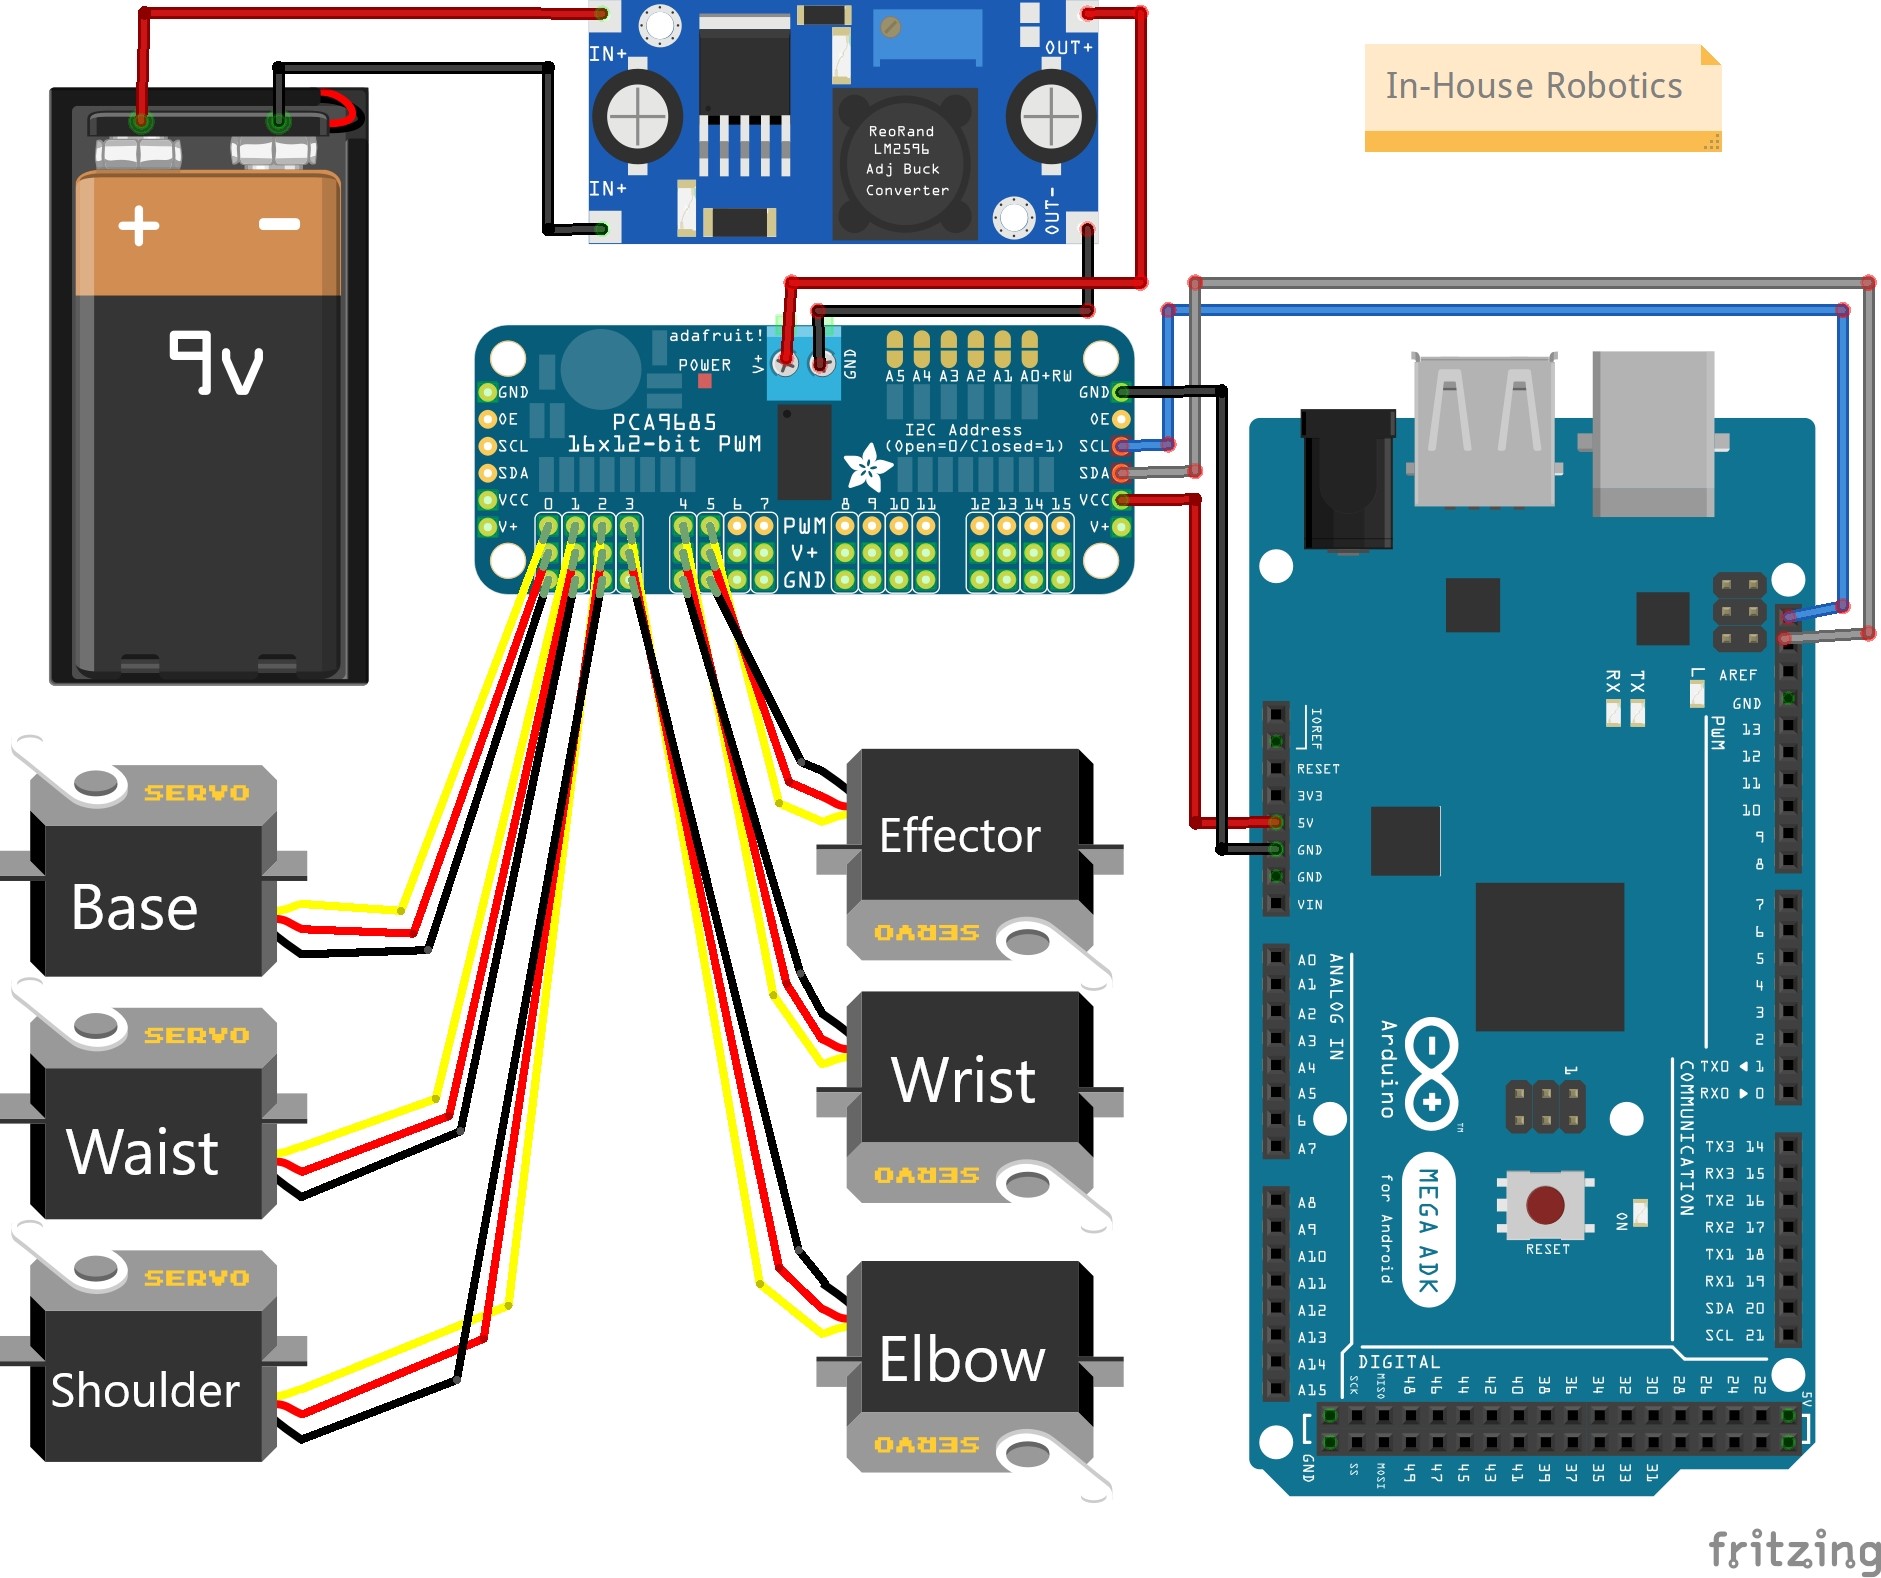 In-House Robotics
IN+
OUT+
ReoRand
LM2596
Adj Buck
Converter
IN+
OUT-
+ -
9v
adafruit!
POWER
V+
GND
A5 A4 A3 A2 A1 A0+RW
PCA9685
16x12-bit PWM
I2C Address
(Open=0/Closed=1)
GND
OE
SCL
SDA
VCC
V+
GND
OE
SCL
SDA
VCC
V+
0 1 2 3 4 5 6 7 8 9 10 11 12 13 14 15
PWM
V+
GND
SERVO
Base
SERVO
Waist
SERVO
Shoulder
Effector
SERVO
Wrist
SERVO
Elbow
SERVO
RX
TX
L
IOREF
RESET
3V3
5V
GND
GND
VIN
AREF
GND
13
12
11
10
9
8
PWM
7
6
5
4
3
2
TX0 ◀ 1
RX0 ▶ 0
A0
A1
A2
A3
A4
A5
6
A7
ANALOG IN
A8
A9
A10
A11
A12
A13
A14
A15
Arduino
TM
MEGA ADK
for Android
1
RESET
ON
COMMUNICATION
TX3 14
RX3 15
TX2 16
RX2 17
TX1 18
RX1 19
SDA 20
SCL 21
DIGITAL
SCK MISO 48 46 44 42 40 38 36 34 32 30 28 26 24 22
5V
GND
SS MOSI 49 47 45 43 41 39 37 35 33 31
fritzing